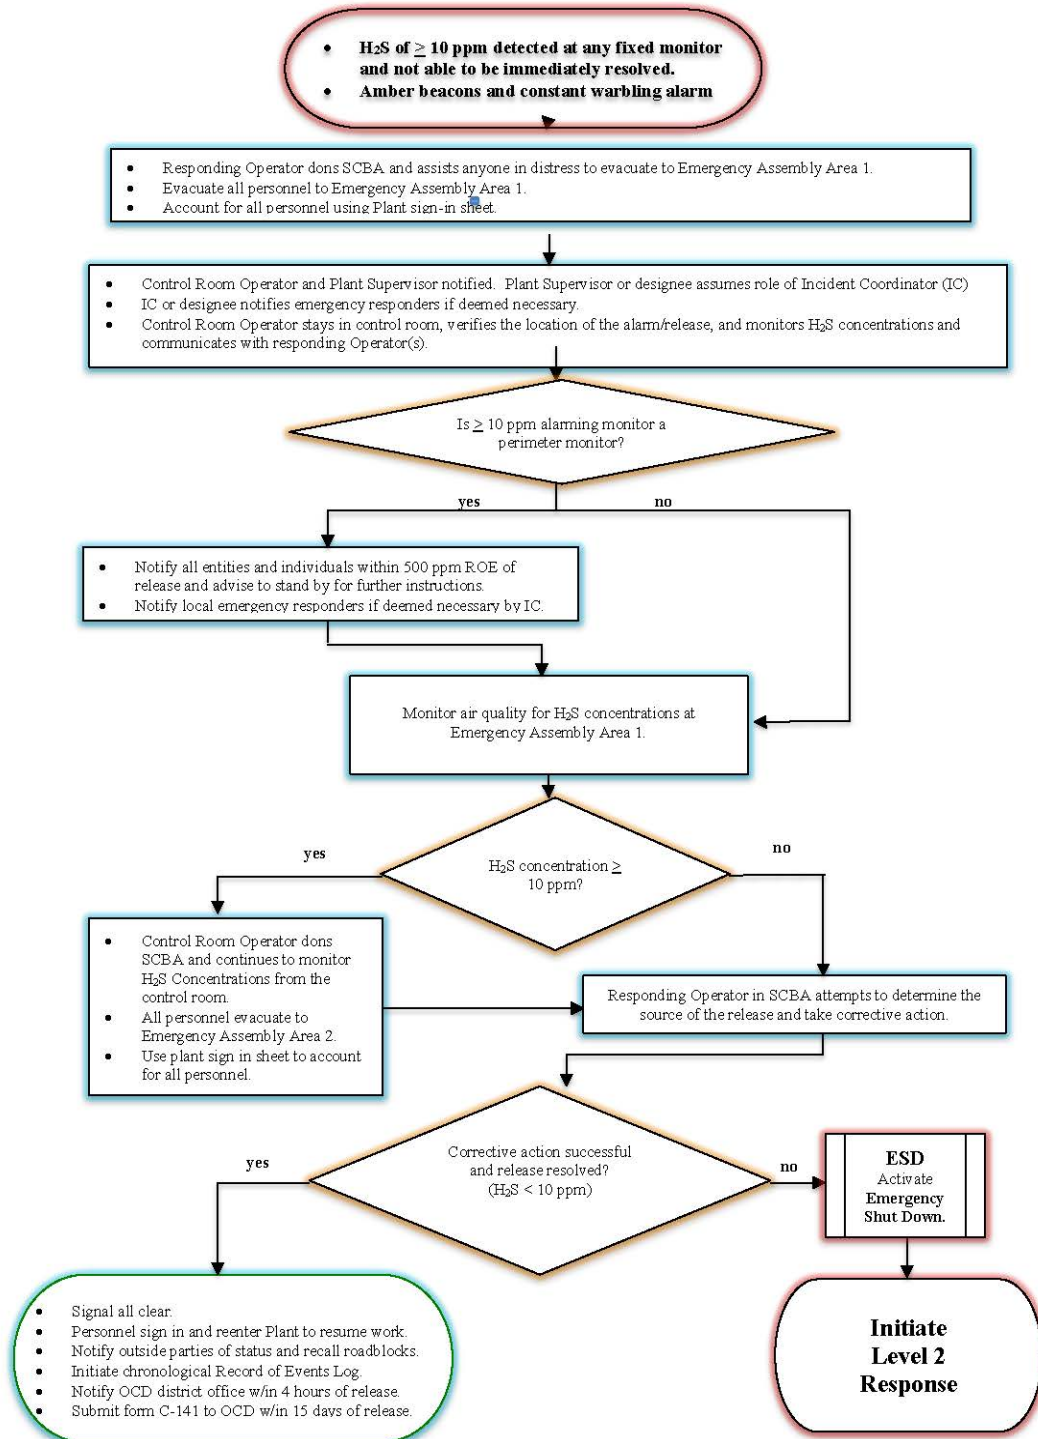 • H₂S of ≥ 10 ppm detected at any fixed monitor
and not able to be immediately resolved.
• Amber beacons and constant warbling alarm
• Responding Operator dons SCBA and assists anyone in distress to evacuate to Emergency Assembly Area 1.
• Evacuate all personnel to Emergency Assembly Area 1.
• Account for all personnel using Plant sign-in sheet.
• Control Room Operator and Plant Supervisor notified. Plant Supervisor or designee assumes role of Incident Coordinator (IC)
• IC or designee notifies emergency responders if deemed necessary.
• Control Room Operator stays in control room, verifies the location of the alarm/release, and monitors H₂S concentrations and
communicates with responding Operator(s).
Is ≥ 10 ppm alarming monitor a
perimeter monitor?
yes
no
• Notify all entities and individuals within 500 ppm ROE of
release and advise to stand by for further instructions.
• Notify local emergency responders if deemed necessary by IC.
Monitor air quality for H₂S concentrations at
Emergency Assembly Area 1.
yes
no
H₂S concentration ≥
10 ppm?
• Control Room Operator dons
SCBA and continues to monitor
H₂S Concentrations from the
control room.
• All personnel evacuate to
Emergency Assembly Area 2.
• Use plant sign in sheet to account
for all personnel.
Responding Operator in SCBA attempts to determine the
source of the release and take corrective action.
Corrective action successful
and release resolved?
(H₂S < 10 ppm)
yes
no
ESD
Activate
Emergency
Shut Down.
• Signal all clear.
• Personnel sign in and reenter Plant to resume work.
• Notify outside parties of status and recall roadblocks.
• Initiate chronological Record of Events Log.
• Notify OCD district office w/in 4 hours of release.
• Submit form C-141 to OCD w/in 15 days of release.
Initiate
Level 2
Response